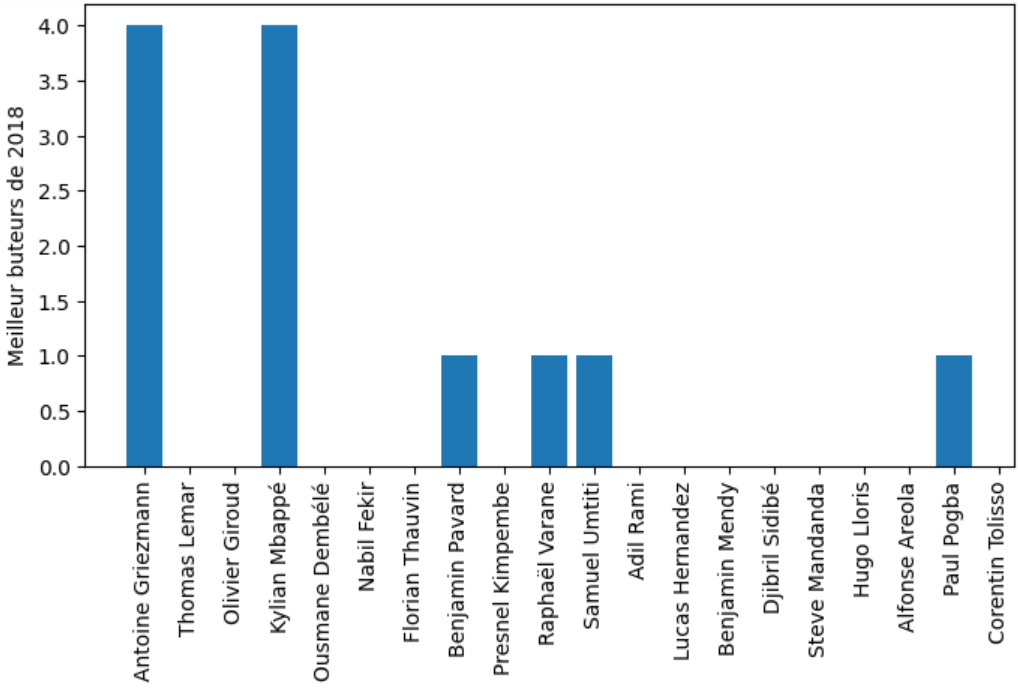 Meilleur buteurs de 2018
4.0
3.5
3.0
2.5
2.0
1.5
1.0
0.5
0.0
Antoine Griezmann
Thomas Lemar
Olivier Giroud
Kylian Mbappé
Ousmane Dembélé
Nabil Fekir
Florian Thauvin
Benjamin Pavard
Presnel Kimpembe
Raphaël Varane
Samuel Umtiti
Adil Rami
Lucas Hernandez
Benjamin Mendy
Djibril Sidibé
Steve Mandanda
Hugo Lloris
Alfonse Areola
Paul Pogba
Corentin Tolisso